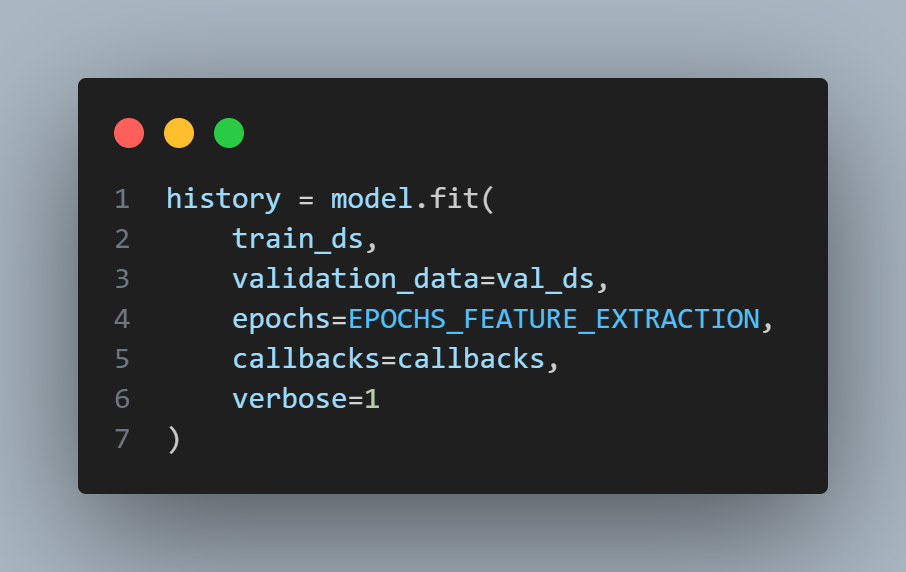 1 history = model.fit(
2     train_ds,
3     validation_data=val_ds,
4     epochs=EPOCHS_FEATURE_EXTRACTION,
5     callbacks=callbacks,
6     verbose=1
7 )